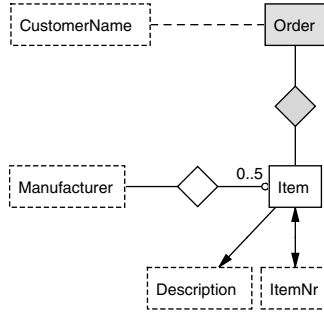 CustomerName
Order
0..5
Manufacturer
Item
Description
ItemNr